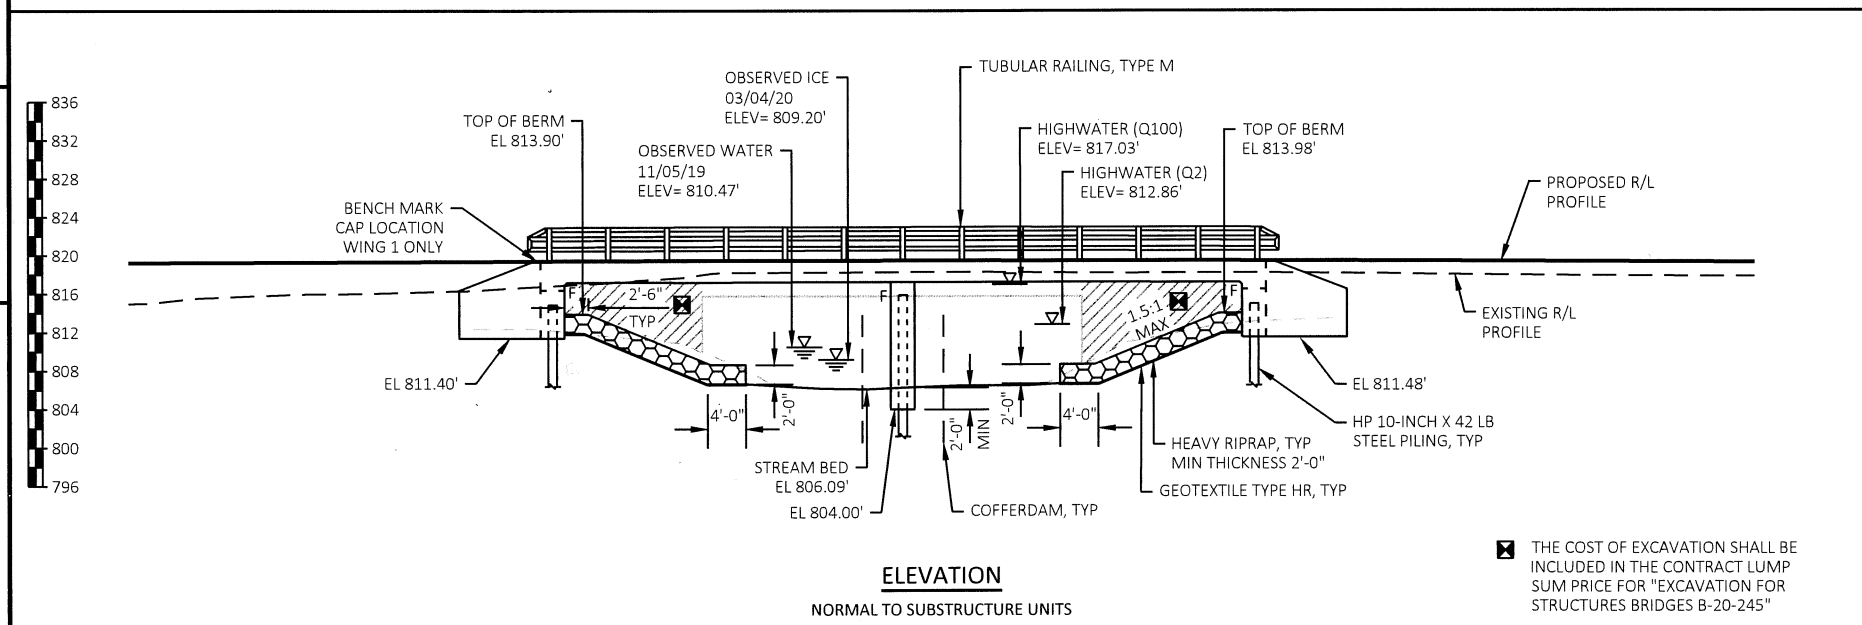 836
832
828
824
820
816
812
808
804
800
796
TOP OF BERM
EL 813.90'
OBSERVED ICE
03/04/20
ELEV= 809.20'
OBSERVED WATER
11/05/19
ELEV= 810.47'
BENCH MARK
CAP LOCATION
WING 1 ONLY
TUBULAR RAILING, TYPE M
HIGHWATER (Q100)
ELEV= 817.03'
HIGHWATER (Q2)
ELEV= 812.86'
TOP OF BERM
EL 813.98'
PROPOSED R/L
PROFILE
EXISTING R/L
PROFILE
F
2'-6"
TYP
F
F
1.5:1
MAX
EL 811.40'
4'-0"
2'-0"
STREAM BED
EL 806.09'
EL 804.00'
2'-0"
MIN
COFFERDAM, TYP
2'-0"
4'-0"
EL 811.48'
HP 10-INCH X 42 LB
STEEL PILING, TYP
HEAVY RIPRAP, TYP
MIN THICKNESS 2'-0"
GEOTEXTILE TYPE HR, TYP
ELEVATION
NORMAL TO SUBSTRUCTURE UNITS
THE COST OF EXCAVATION SHALL BE
INCLUDED IN THE CONTRACT LUMP
SUM PRICE FOR "EXCAVATION FOR
STRUCTURES BRIDGES B-20-245"